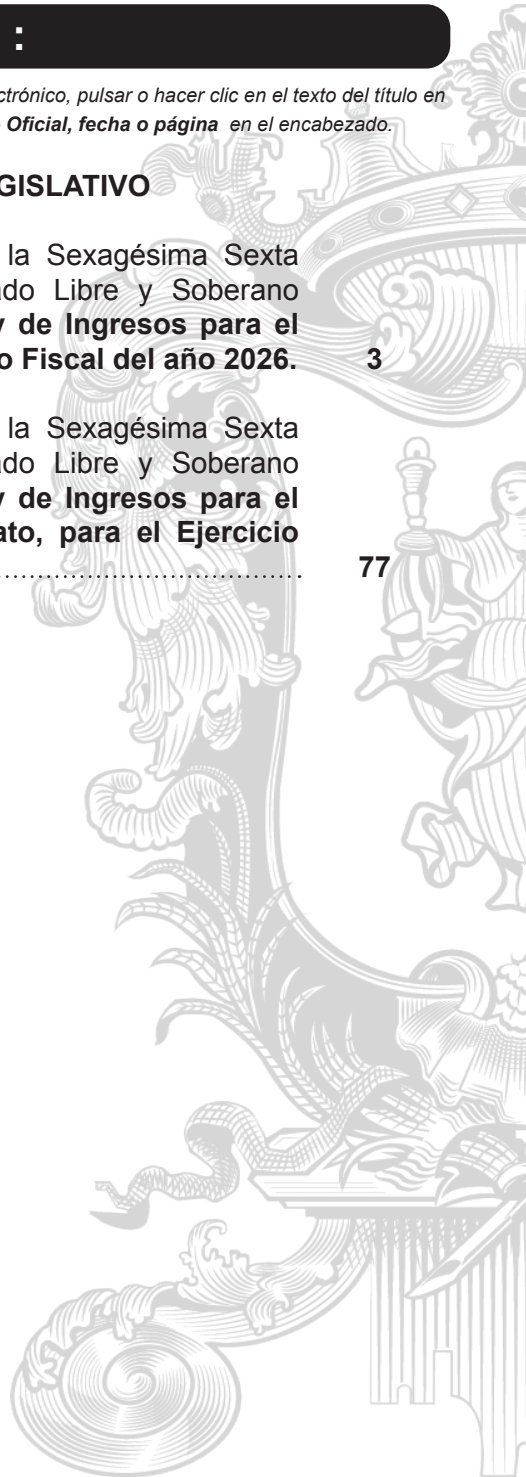 :
ctrónico, pulsar o hacer clic en el texto del título en
Oficial, fecha o página en el encabezado.
GISLATIVO
la Sexagésima Sexta
ado Libre y Soberano
y de Ingresos para el
o Fiscal del año 2026. 3
la Sexagésima Sexta
ado Libre y Soberano
y de Ingresos para el
ato, para el Ejercicio
........................................ 77